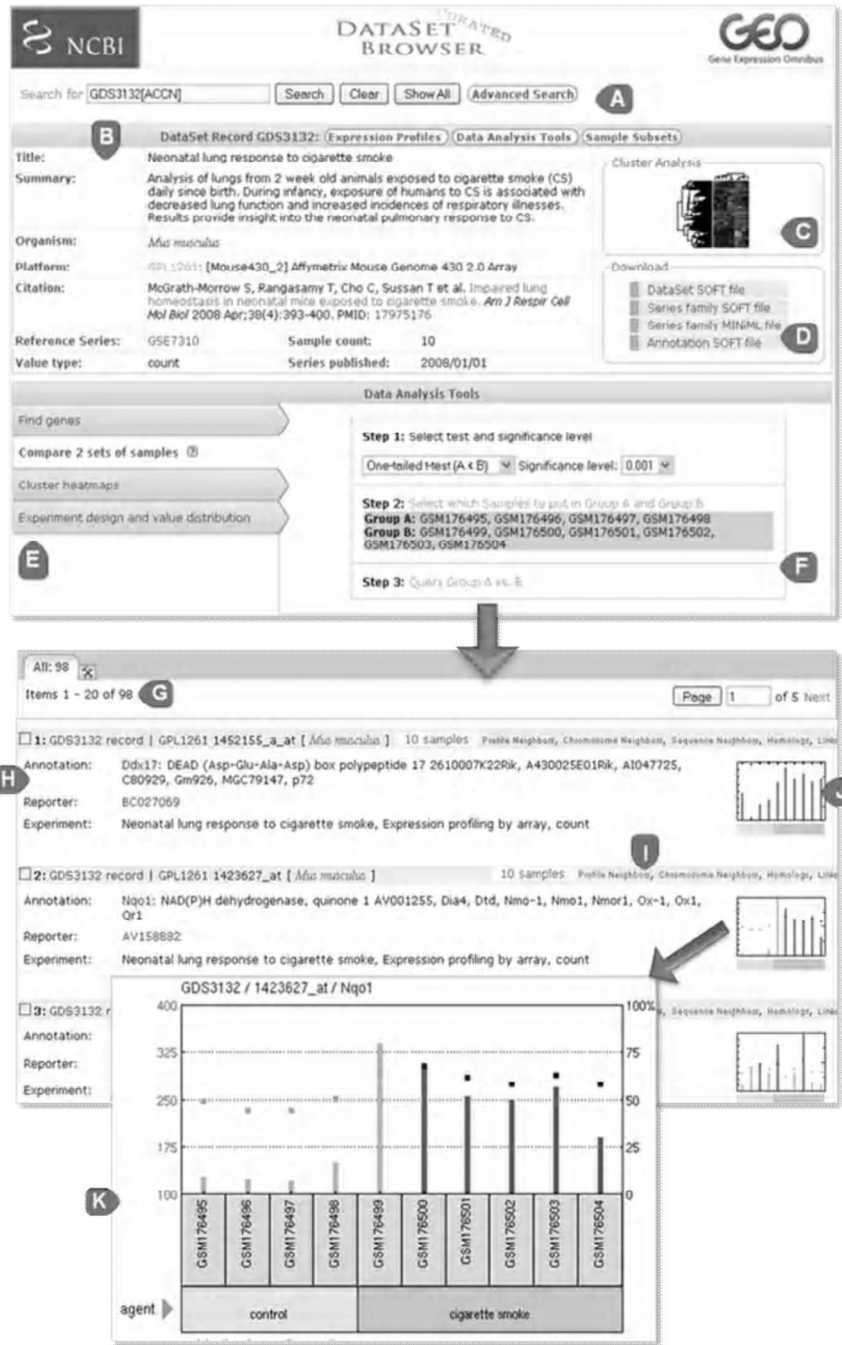 NCBI
DATASET BROWSER
CURATED
GEO
Gene Expression Omnibus
Search for GDS3132[ACCN] Search Clear Show All (Advanced Search) A
B DataSet Record GDS3132: (Expression Profiles) (Data Analysis Tools) (Sample Subsets)
Title: Neonatal lung response to cigarette smoke
Summary: Analysis of lungs from 2 week old animals exposed to cigarette smoke (CS)
daily since birth. During infancy, exposure of humans to CS is associated with
decreased lung function and increased incidences of respiratory illnesses.
Results provide insight into the neonatal pulmonary response to CS.
Organism: Mus musculus
Platform: GPL1261: [Mouse430_2] Affymetrix Mouse Genome 430 2.0 Array
Citation: McGrath-Morrow S, Rangasamy T, Cho C, Sussan T et al. Impaired lung
homeostasis in neonatal mice exposed to cigarette smoke. Am J Respir Cell
Mol Biol 2008 Apr;38(4):393-400. PMID: 17975176
Reference Series: GSE7310 Sample count: 10
Value type: count Series published: 2008/01/01
Cluster Analysis
C
Download
DataSet SOFT file
Series family SOFT file
Series family MINiML file
Annotation SOFT file
D
Data Analysis Tools
Find genes
Compare 2 sets of samples ?
Cluster heatmaps
Experiment design and value distribution
E
Step 1: Select test and significance level
One-tailed t-test (A < B) Significance level: 0.001
Step 2: Select which Samples to put in Group A and Group B
Group A: GSM176495, GSM176496, GSM176497, GSM176498
Group B: GSM176499, GSM176500, GSM176501, GSM176502,
GSM176503, GSM176504
F
Step 3: Query Group A vs. B
All: 98
Items 1 - 20 of 98 G Page 1 of 5 Next
1: GDS3132 record | GPL1261 1452155_a_at [ Mus musculus ] 10 samples Profile Neighbors, Chromosome Neighbors, Sequence Neighbors, Homologs, Links
H
Annotation: Ddx17: DEAD (Asp-Glu-Ala-Asp) box polypeptide 17 2610007K22Rik, A430025E01Rik, AI047725,
C80929, Gm926, MGC79147, p72
Reporter: BC027069
Experiment: Neonatal lung response to cigarette smoke, Expression profiling by array, count
J
I
2: GDS3132 record | GPL1261 1423627_at [ Mus musculus ] 10 samples Profile Neighbors, Chromosome Neighbors, Homologs, Links
Annotation: Nqo1: NAD(P)H dehydrogenase, quinone 1 AV001255, Dia4, Dtd, Nmo-1, Nmo1, Nmor1, Ox-1, Ox1,
Qr1
Reporter: AV158882
Experiment: Neonatal lung response to cigarette smoke, Expression profiling by array, count
3: GDS3132 r
Sequence Neighbors, Homologs, Links
Annotation:
Reporter:
Experiment:
GDS3132 / 1423627_at / Nqo1
400 100%
325 75
250 50
175 25
100 0
K
GSM176495 GSM176496 GSM176497 GSM176498 GSM176499 GSM176500 GSM176501 GSM176502 GSM176503 GSM176504
agent control cigarette smoke